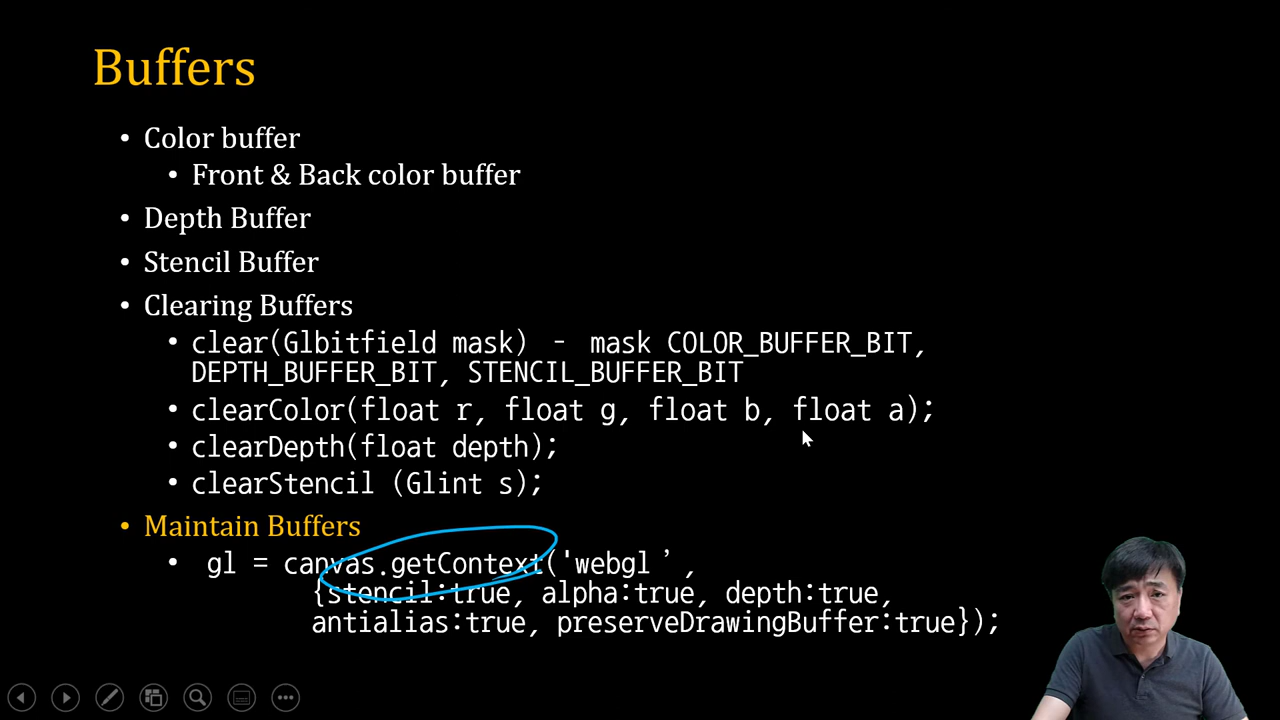 Buffers
• Color buffer
• Front & Back color buffer
• Depth Buffer
• Stencil Buffer
• Clearing Buffers
• clear(Glbitfield mask) - mask COLOR_BUFFER_BIT,
DEPTH_BUFFER_BIT, STENCIL_BUFFER_BIT
• clearColor(float r, float g, float b, float a);
• clearDepth(float depth);
• clearStencil (Glint s);
• Maintain Buffers
• gl = canvas.getContext('webgl’,
{stencil:true, alpha:true, depth:true,
antialias:true, preserveDrawingBuffer:true});